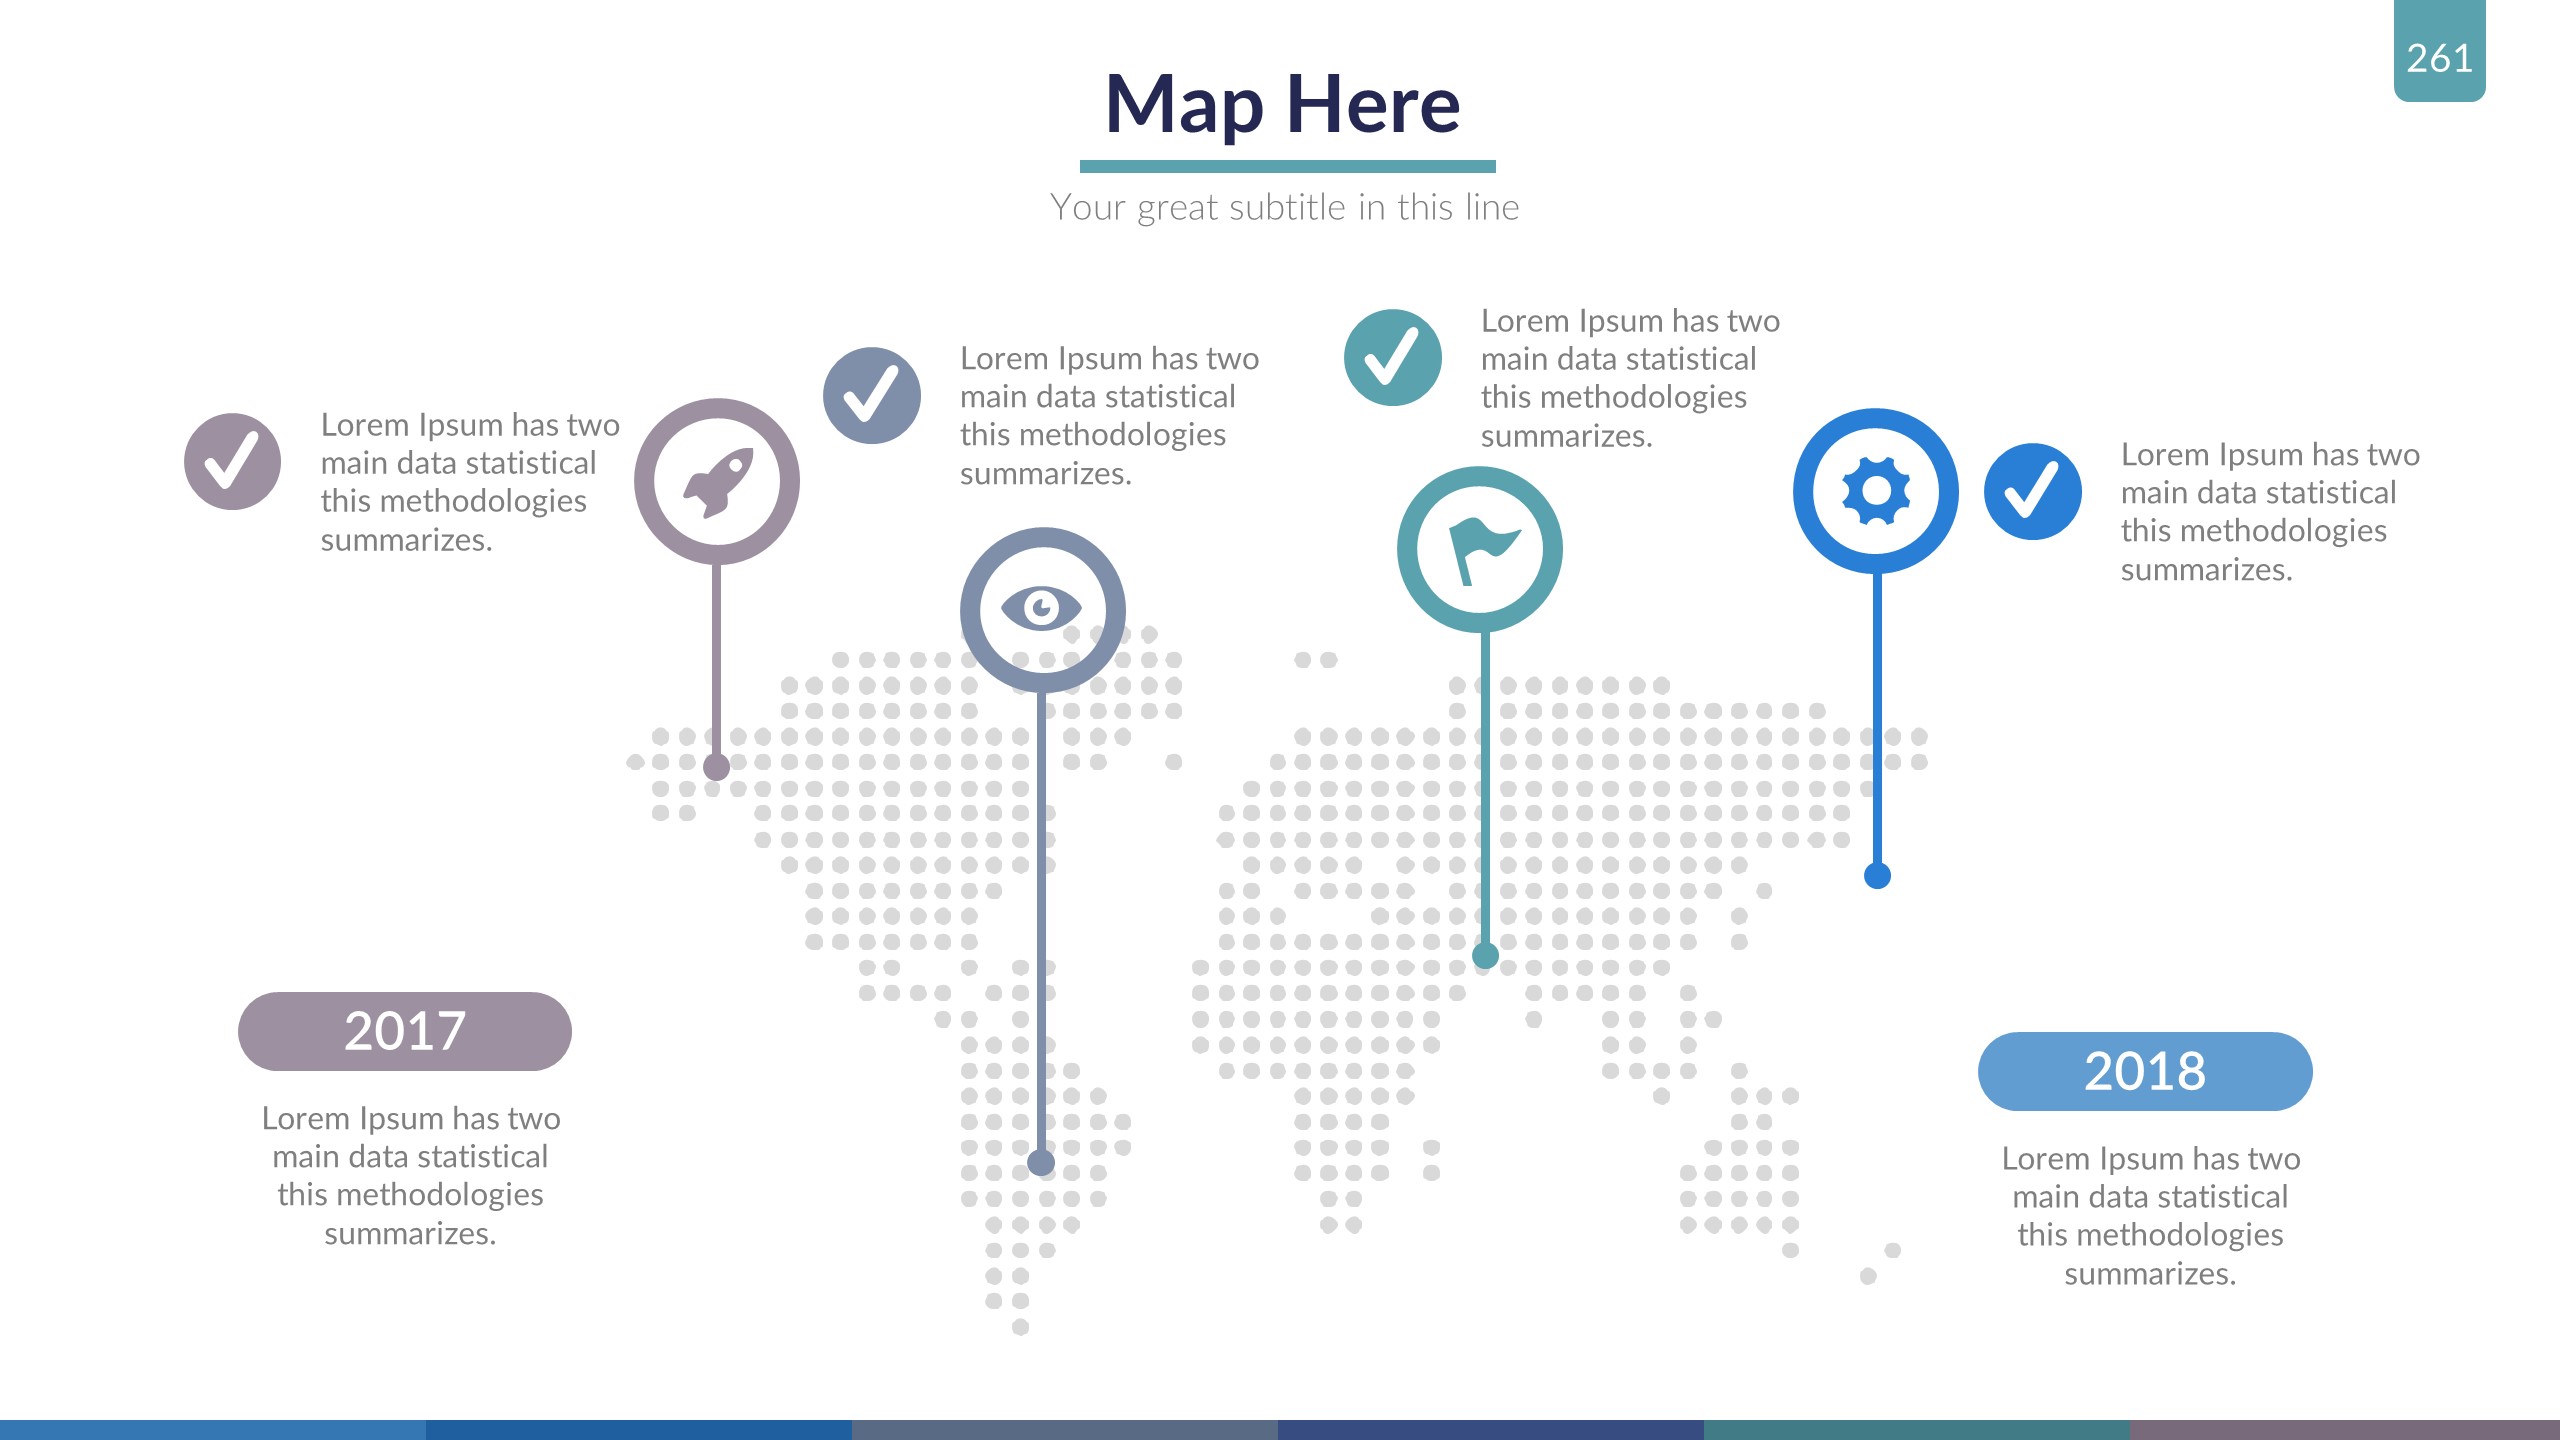 261
Map Here
Your great subtitle in this line
Lorem Ipsum has two
main data statistical
this methodologies
summarizes.
Lorem Ipsum has two
main data statistical
this methodologies
summarizes.
Lorem Ipsum has two
main data statistical
this methodologies
summarizes.
Lorem Ipsum has two
main data statistical
this methodologies
summarizes.
2017
Lorem Ipsum has two
main data statistical
this methodologies
summarizes.
2018
Lorem Ipsum has two
main data statistical
this methodologies
summarizes.